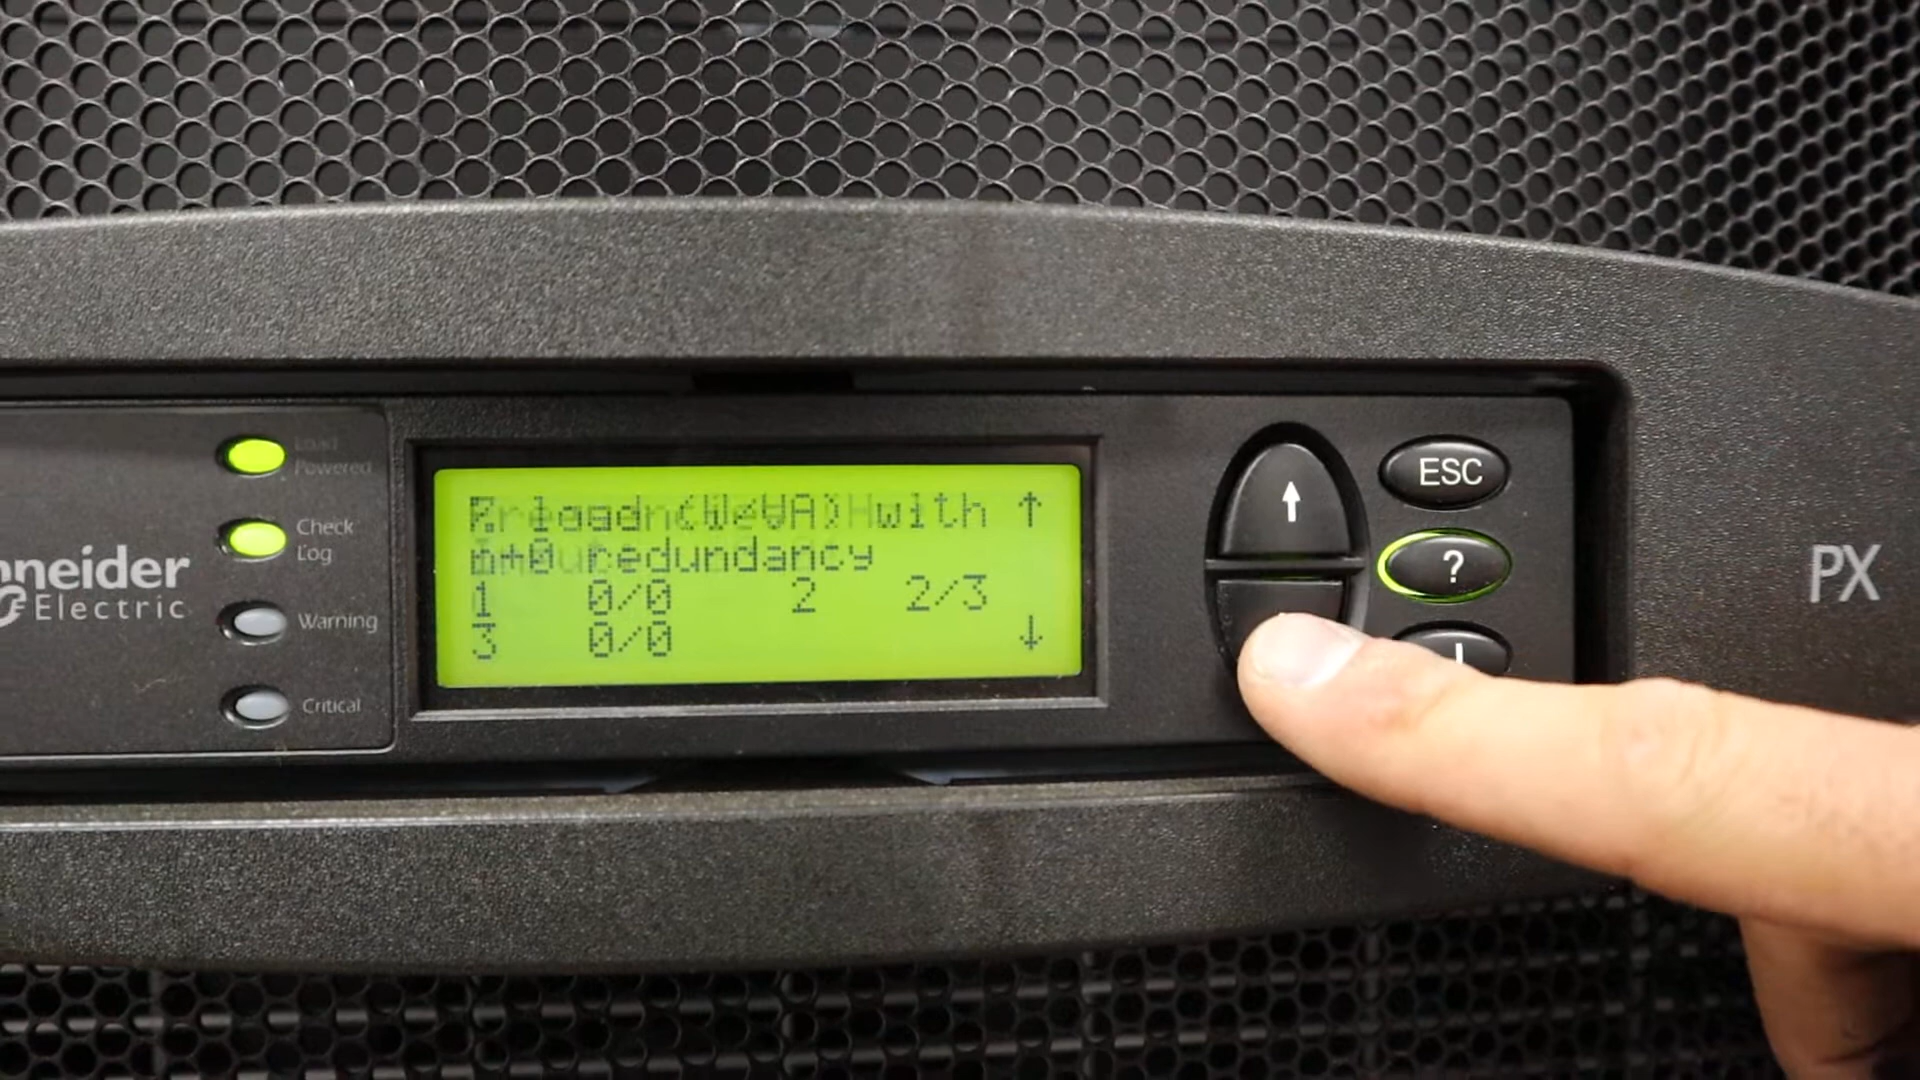 Load
Powered
Check
Log
Warning
Critical
Electric
load (W/VA) with ↑
n+0 redundancy
1 0/0 2 2/3
3 0/0 ↓
↑
ESC
?
PX